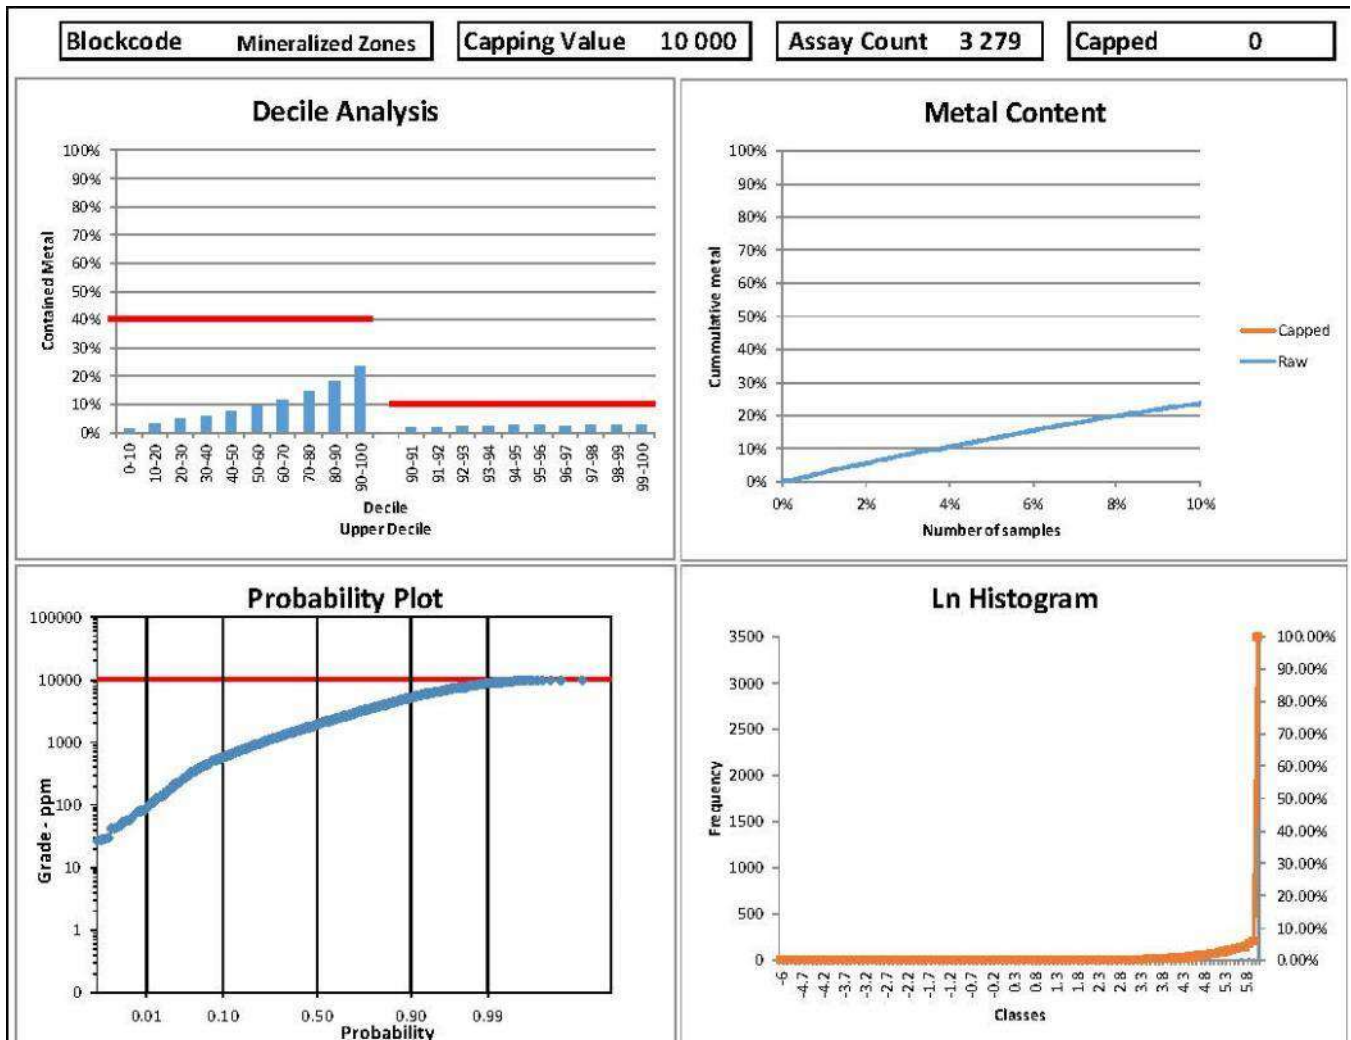 Blockcode Mineralized Zones
Capping Value 10 000
Assay Count 3 279
Capped 0
Decile Analysis
Contained Metal
100%
90%
80%
70%
60%
50%
40%
30%
20%
10%
0%
0-10 10-20 20-30 30-40 40-50 50-60 60-70 70-80 80-90 90-100 90-91 91-92 92-93 93-94 94-95 95-96 96-97 97-98 98-99 99-100
Decile
Upper Decile
Metal Content
Cummulative metal
100%
90%
80%
70%
60%
50%
40%
30%
20%
10%
0%
0% 2% 4% 6% 8% 10%
Number of samples
Capped
Raw
Probability Plot
Grade - ppm
100000
10000
1000
100
10
1
0
0.01 0.10 0.50 0.90 0.99
Probability
Ln Histogram
Frequency
3500
3000
2500
2000
1500
1000
500
0
100.00%
90.00%
80.00%
70.00%
60.00%
50.00%
40.00%
30.00%
20.00%
10.00%
0.00%
-6 -4.7 -4.2 -3.7 -3.2 -2.7 -2.2 -1.7 -1.2 -0.7 -0.2 0.3 0.8 1.3 1.8 2.3 2.8 3.3 3.8 4.3 4.8 5.3 5.8
Classes